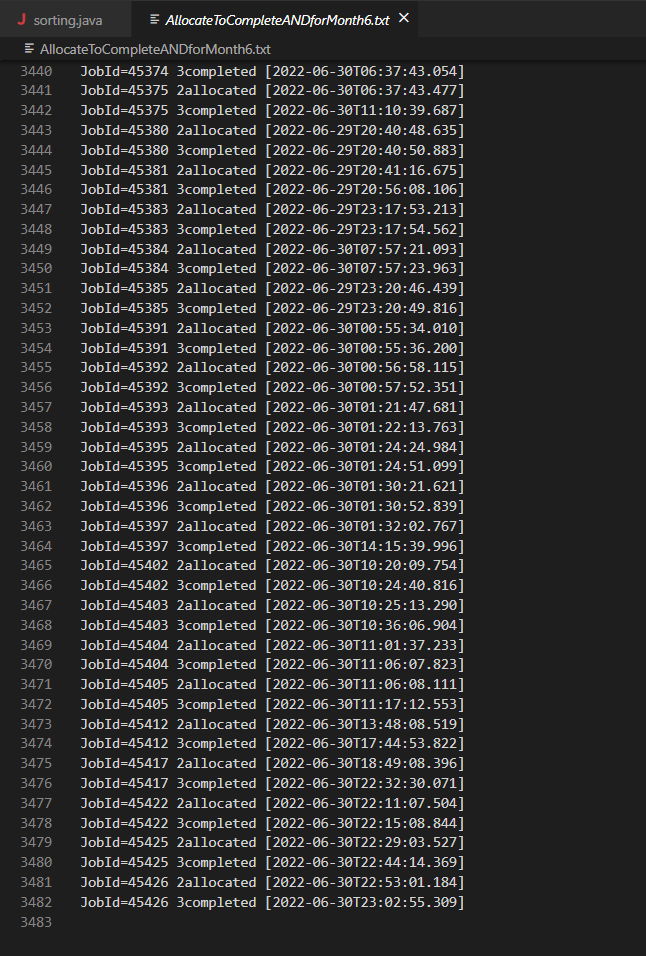 J sorting.java
AllocateToCompleteANDforMonth6.txt ×
AllocateToCompleteANDforMonth6.txt
3440 JobId=45374 3completed [2022-06-30T06:37:43.054]
3441 JobId=45375 2allocated [2022-06-30T06:37:43.477]
3442 JobId=45375 3completed [2022-06-30T11:10:39.687]
3443 JobId=45380 2allocated [2022-06-29T20:40:48.635]
3444 JobId=45380 3completed [2022-06-29T20:40:50.883]
3445 JobId=45381 2allocated [2022-06-29T20:41:16.675]
3446 JobId=45381 3completed [2022-06-29T20:56:08.106]
3447 JobId=45383 2allocated [2022-06-29T23:17:53.213]
3448 JobId=45383 3completed [2022-06-29T23:17:54.562]
3449 JobId=45384 2allocated [2022-06-30T07:57:21.093]
3450 JobId=45384 3completed [2022-06-30T07:57:23.963]
3451 JobId=45385 2allocated [2022-06-29T23:20:46.439]
3452 JobId=45385 3completed [2022-06-29T23:20:49.816]
3453 JobId=45391 2allocated [2022-06-30T00:55:34.010]
3454 JobId=45391 3completed [2022-06-30T00:55:36.200]
3455 JobId=45392 2allocated [2022-06-30T00:56:58.115]
3456 JobId=45392 3completed [2022-06-30T00:57:52.351]
3457 JobId=45393 2allocated [2022-06-30T01:21:47.681]
3458 JobId=45393 3completed [2022-06-30T01:22:13.763]
3459 JobId=45395 2allocated [2022-06-30T01:24:24.984]
3460 JobId=45395 3completed [2022-06-30T01:24:51.099]
3461 JobId=45396 2allocated [2022-06-30T01:30:21.621]
3462 JobId=45396 3completed [2022-06-30T01:30:52.839]
3463 JobId=45397 2allocated [2022-06-30T01:32:02.767]
3464 JobId=45397 3completed [2022-06-30T14:15:39.996]
3465 JobId=45402 2allocated [2022-06-30T10:20:09.754]
3466 JobId=45402 3completed [2022-06-30T10:24:40.816]
3467 JobId=45403 2allocated [2022-06-30T10:25:13.290]
3468 JobId=45403 3completed [2022-06-30T10:36:06.904]
3469 JobId=45404 2allocated [2022-06-30T11:01:37.233]
3470 JobId=45404 3completed [2022-06-30T11:06:07.823]
3471 JobId=45405 2allocated [2022-06-30T11:06:08.111]
3472 JobId=45405 3completed [2022-06-30T11:17:12.553]
3473 JobId=45412 2allocated [2022-06-30T13:48:08.519]
3474 JobId=45412 3completed [2022-06-30T17:44:53.822]
3475 JobId=45417 2allocated [2022-06-30T18:49:08.396]
3476 JobId=45417 3completed [2022-06-30T22:32:30.071]
3477 JobId=45422 2allocated [2022-06-30T22:11:07.504]
3478 JobId=45422 3completed [2022-06-30T22:15:08.844]
3479 JobId=45425 2allocated [2022-06-30T22:29:03.527]
3480 JobId=45425 3completed [2022-06-30T22:44:14.369]
3481 JobId=45426 2allocated [2022-06-30T22:53:01.184]
3482 JobId=45426 3completed [2022-06-30T23:02:55.309]
3483